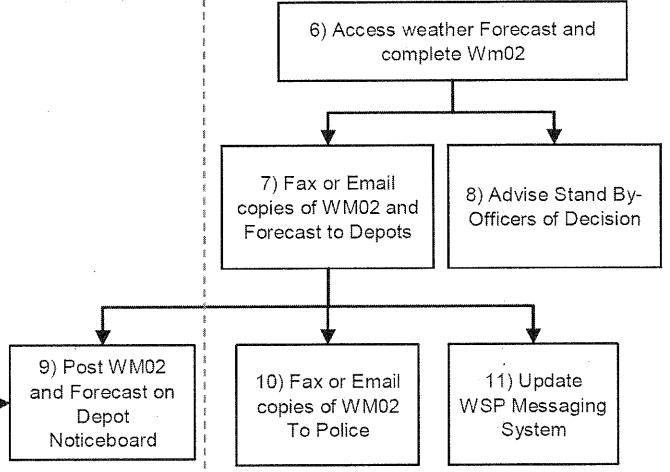 6) Access weather Forecast and
complete Wm02
7) Fax or Email
copies of WM02 and
Forecast to Depots
8) Advise Stand By-
Officers of Decision
9) Post WM02
and Forecast on
Depot
Noticeboard
10) Fax or Email
copies of WM02
To Police
11) Update
WSP Messaging
System